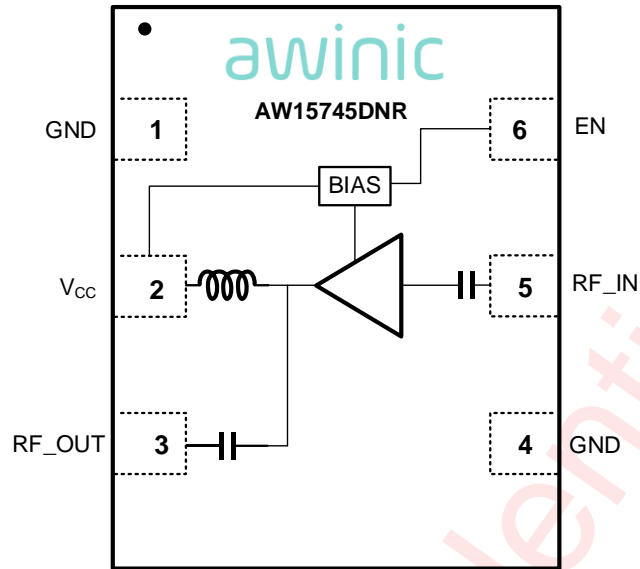 awinic
AW15745DNR
GND 1
6 EN
BIAS
VCC 2
5 RF_IN
RF_OUT 3
4 GND